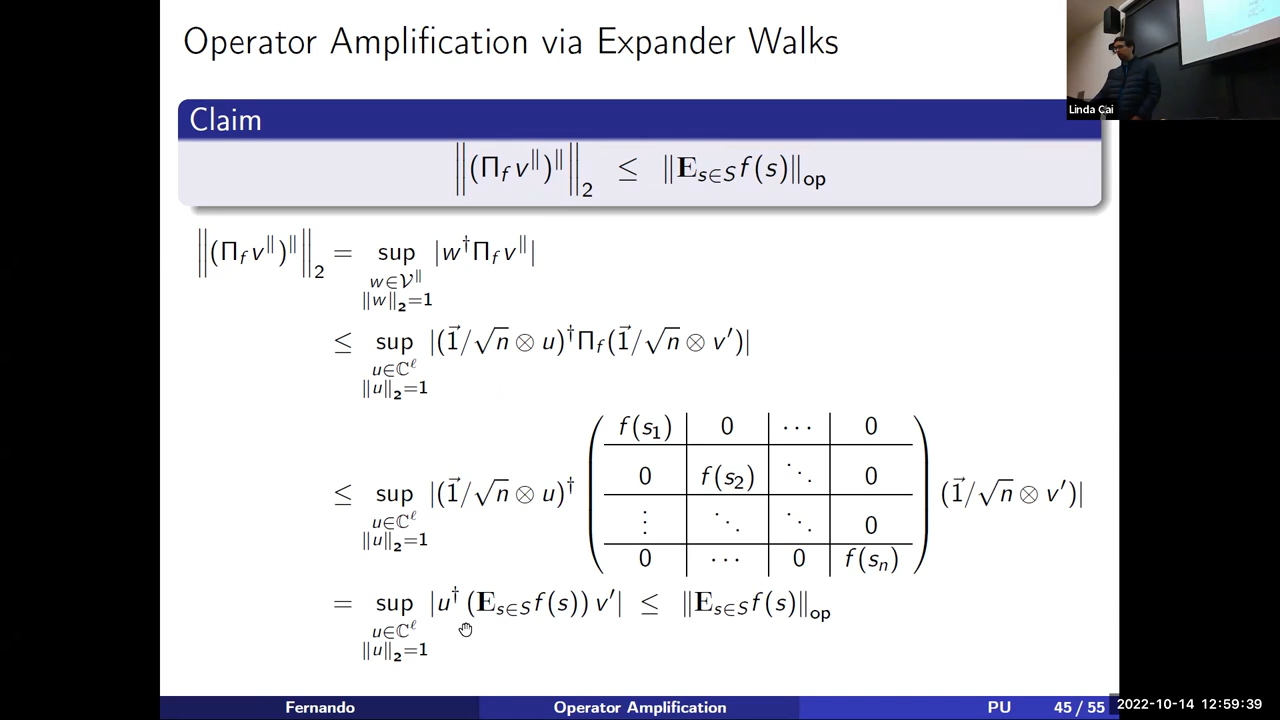 Operator Amplification via Expander Walks
Linda Cai
Claim
‖(Π_f v^∥)^∥‖_2 ≤ ‖E_{s∈S} f(s)‖_op
‖(Π_f v^∥)^∥‖_2 = sup_{w∈𝒱^∥, ‖w‖_2=1} |w^† Π_f v^∥|
≤ sup_{u∈ℂ^ℓ, ‖u‖_2=1} |(1⃗/√n ⊗ u)^† Π_f (1⃗/√n ⊗ v′)|
≤ sup_{u∈ℂ^ℓ, ‖u‖_2=1} |(1⃗/√n ⊗ u)^† ( f(s_1) 0 ⋯ 0
0 f(s_2) ⋱ 0
⋮ ⋱ ⋱ 0
0 ⋯ 0 f(s_n) ) (1⃗/√n ⊗ v′)|
= sup_{u∈ℂ^ℓ, ‖u‖_2=1} |u^† (E_{s∈S} f(s)) v′| ≤ ‖E_{s∈S} f(s)‖_op
Fernando Operator Amplification PU 45 / 55
2022-10-14 12:59:39